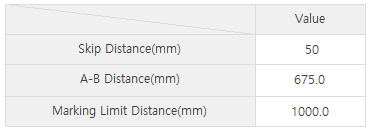 Value
Skip Distance(mm) 50
A-B Distance(mm) 675.0
Marking Limit Distance(mm) 1000.0